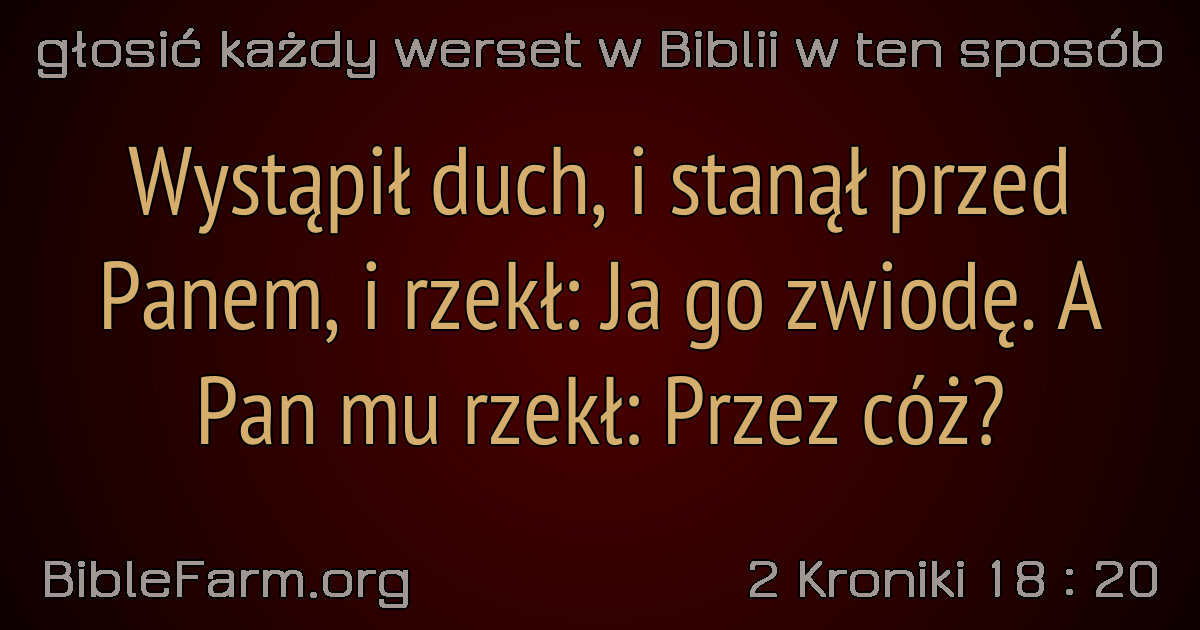 głosić każdy werset w Biblii w ten sposób
Wystąpił duch, i stanął przed
Panem, i rzekł: Ja go zwiodę. A
Pan mu rzekł: Przez cóż?
BibleFarm.org
2 Kroniki 18 : 20